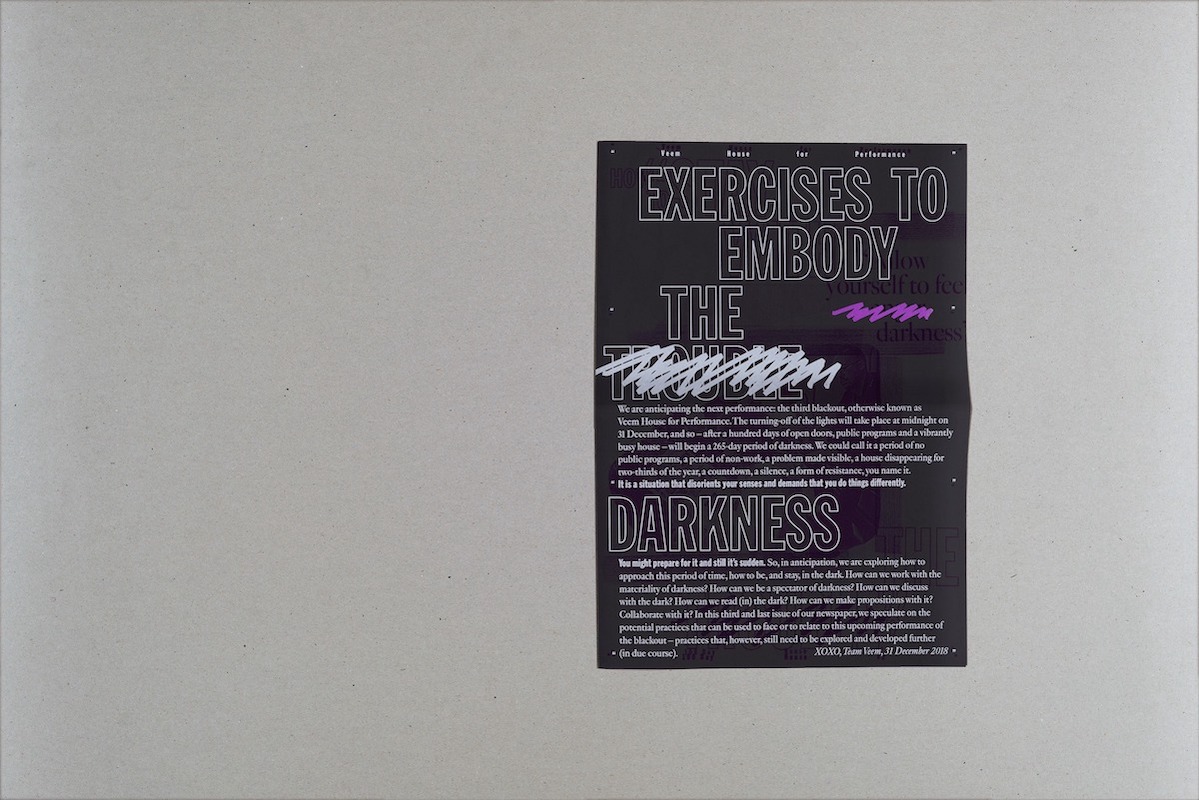 “ Veem House for Performance ”
EXERCISES TO
EMBODY
THE
TROUBLE
We are anticipating the next performance: the third blackout, otherwise known as
Veem House for Performance. The turning-off of the lights will take place at midnight on
31 December, and so – after a hundred days of open doors, public programs and a vibrantly
busy house – will begin a 265-day period of darkness. We could call it a period of no
public programs, a period of non-work, a problem made visible, a house disappearing for
two-thirds of the year, a countdown, a silence, a form of resistance, you name it.
“ It is a situation that disorients your senses and demands that you do things differently. ”
DARKNESS
You might prepare for it and still it's sudden. So, in anticipation, we are exploring how to
approach this period of time, how to be, and stay, in the dark. How can we work with the
materiality of darkness? How can we be a spectator of darkness? How can we discuss
with the dark? How can we read (in) the dark? How can we make propositions with it?
Collaborate with it? In this third and last issue of our newspaper, we speculate on the
potential practices that can be used to face or to relate to this upcoming performance of
the blackout – practices that, however, still need to be explored and developed further
(in due course). XOXO, Team Veem, 31 December 2018
yourself to fee
darkness
THE